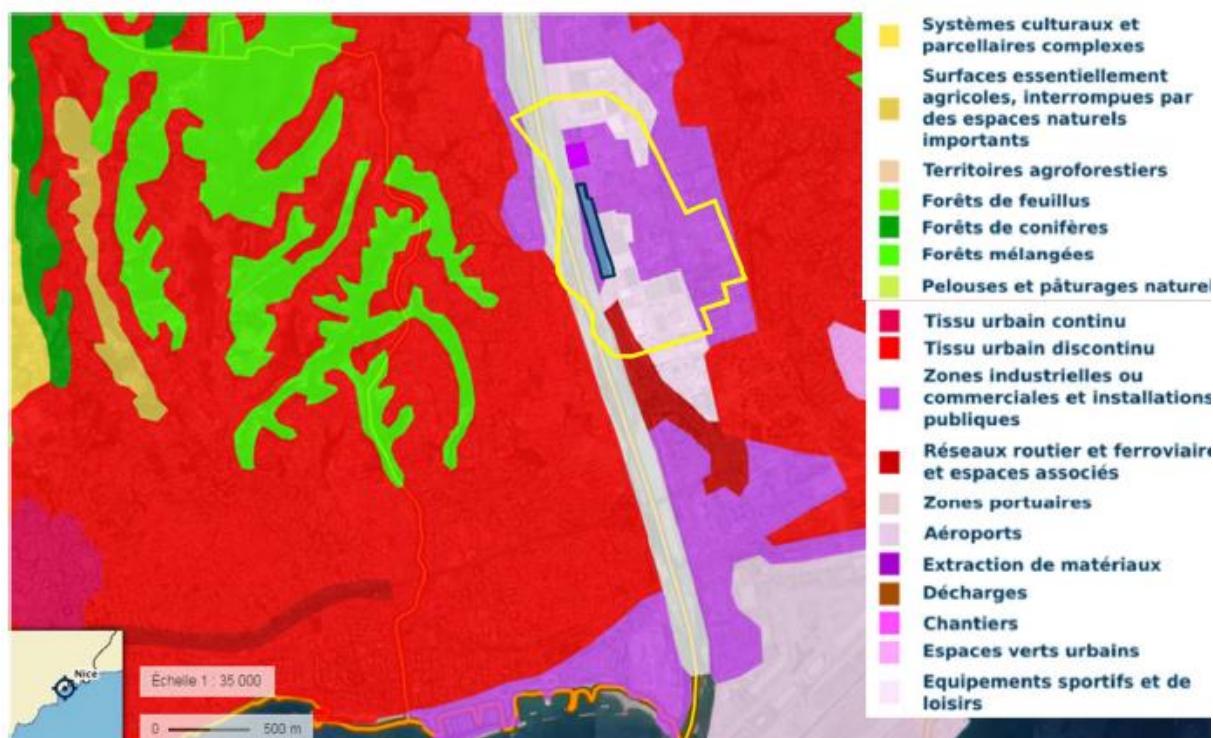 Systèmes culturaux et
parcellaires complexes
Surfaces essentiellement
agricoles, interrompues par
des espaces naturels
importants
Territoires agroforestiers
Forêts de feuillus
Forêts de conifères
Forêts mélangées
Pelouses et pâturages naturel
Tissu urbain continu
Tissu urbain discontinu
Zones industrielles ou
commerciales et installations
publiques
Réseaux routier et ferroviaire
et espaces associés
Zones portuaires
Aéroports
Extraction de matériaux
Décharges
Chantiers
Espaces verts urbains
Equipements sportifs et de
loisirs
Nice
Échelle 1 : 35 000
0 500 m